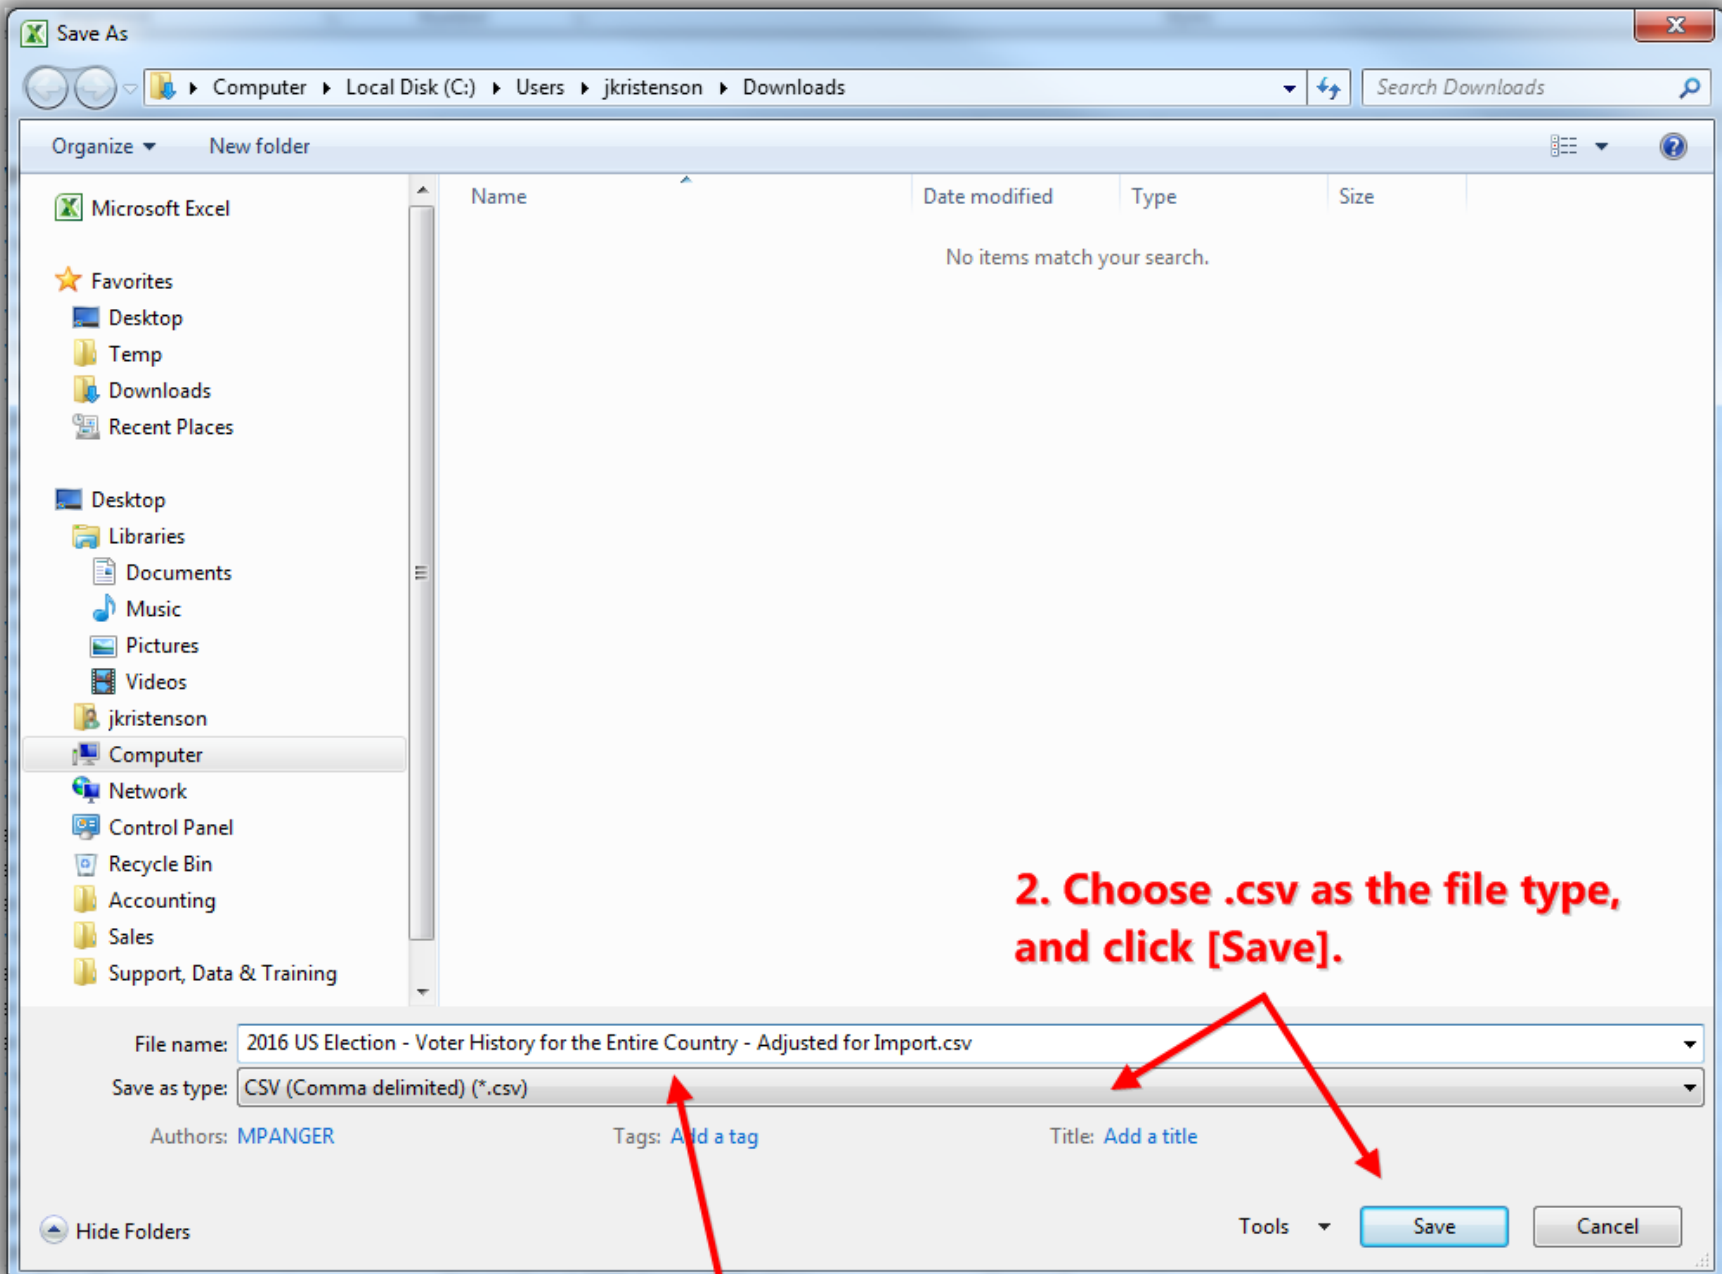 Save As
Computer Local Disk (C:) Users jkristenson Downloads
Search Downloads
Organize New folder
Name Date modified Type Size
No items match your search.
Microsoft Excel
Favorites
Desktop
Temp
Downloads
Recent Places
Desktop
Libraries
Documents
Music
Pictures
Videos
jkristenson
Computer
Network
Control Panel
Recycle Bin
Accounting
Sales
Support, Data & Training
2. Choose .csv as the file type,
and click [Save].
File name: 2016 US Election - Voter History for the Entire Country - Adjusted for Import.csv
Save as type: CSV (Comma delimited) (*.csv)
Authors: MPANGER Tags: Add a tag Title: Add a title
Hide Folders Tools Save Cancel